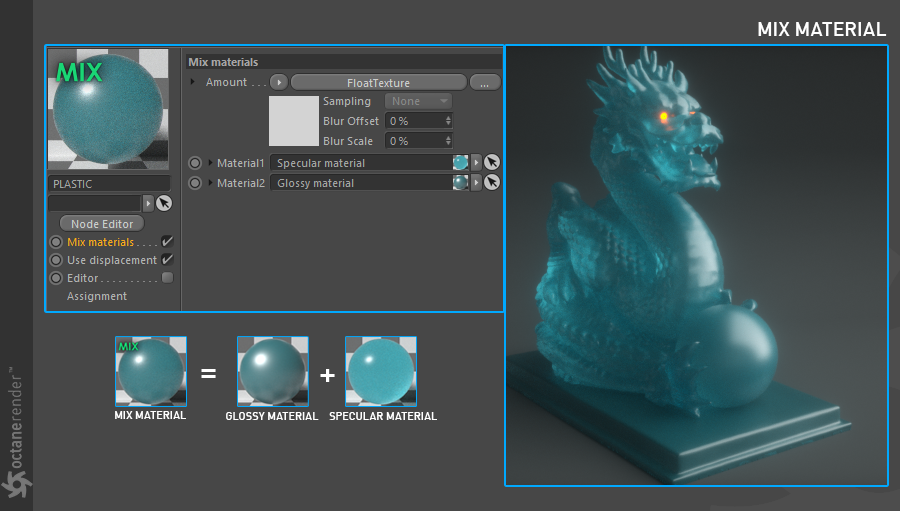 MIX MATERIAL
MIX
PLASTIC
Node Editor
Mix materials . . . .
Use displacement
Editor . . . . . . . . . .
Assignment
Mix materials
Amount . . .
FloatTexture
...
Sampling
None
Blur Offset
0 %
Blur Scale
0 %
Material1
Specular material
Material2
Glossy material
MIX
=
+
MIX MATERIAL
GLOSSY MATERIAL
SPECULAR MATERIAL
octanerender™